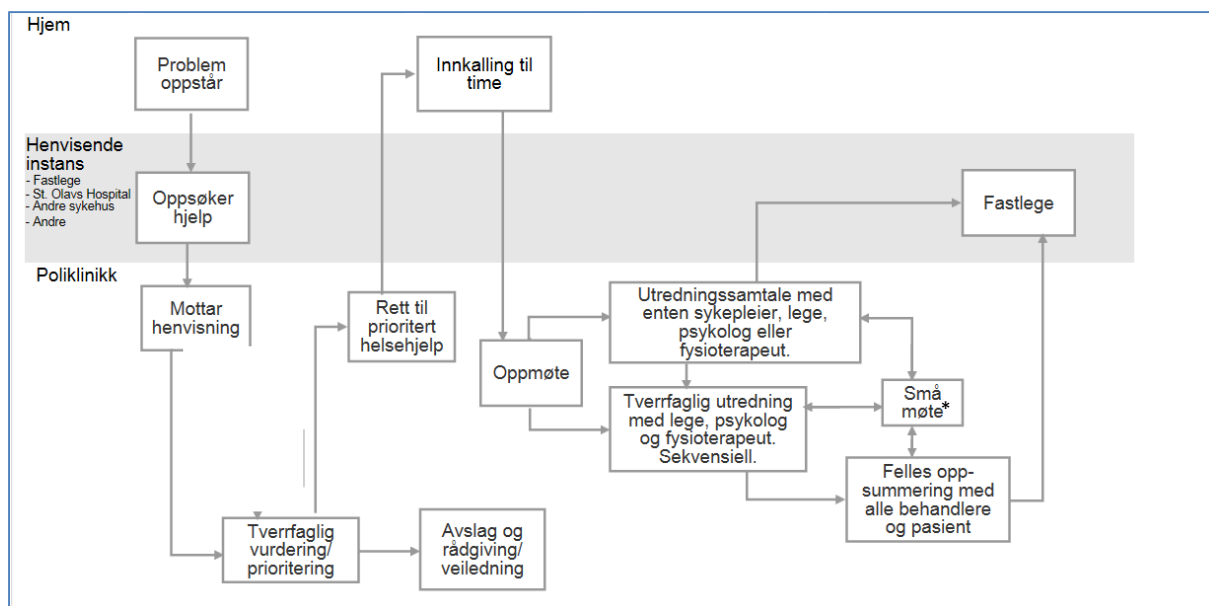 Hjem
Problem
oppstår
Innkalling til
time
Henvisende
instans
- Fastlege
- St. Olavs Hospital
- Andre sykehus
- Andre
Oppsøker
hjelp
Fastlege
Poliklinikk
Mottar
henvisning
Rett til
prioritert
helsehjelp
Oppmøte
Utredningssamtale med
enten sykepleier, lege,
psykolog eller
fysioterapeut.
Tverrfaglig utredning
med lege, psykolog
og fysioterapeut.
Sekvensiell.
Små
møte*
Felles opp-
summering med
alle behandlere
og pasient
Tverrfaglig
vurdering/
prioritering
Avslag og
rådgiving/
veiledning